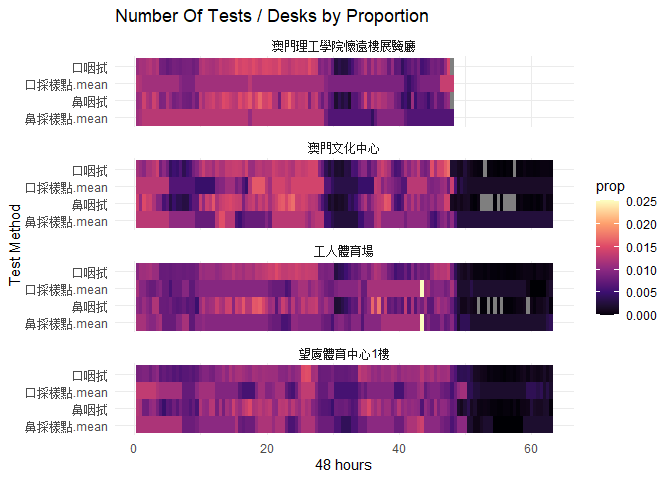 Number Of Tests / Desks by Proportion
澳門理工學院懷遠樓展覽廳
口咽拭
口採樣點.mean
鼻咽拭
鼻採樣點.mean
澳門文化中心
口咽拭
口採樣點.mean
鼻咽拭
鼻採樣點.mean
工人體育場
口咽拭
口採樣點.mean
鼻咽拭
鼻採樣點.mean
望廈體育中心1樓
口咽拭
口採樣點.mean
鼻咽拭
鼻採樣點.mean
0 20 40 60
48 hours
Test Method
prop
0.025
0.020
0.015
0.010
0.005
0.000